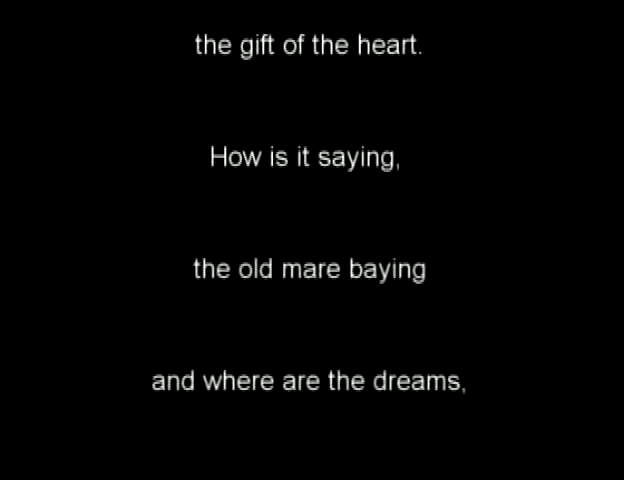 the gift of the heart.
How is it saying,
the old mare baying
and where are the dreams,